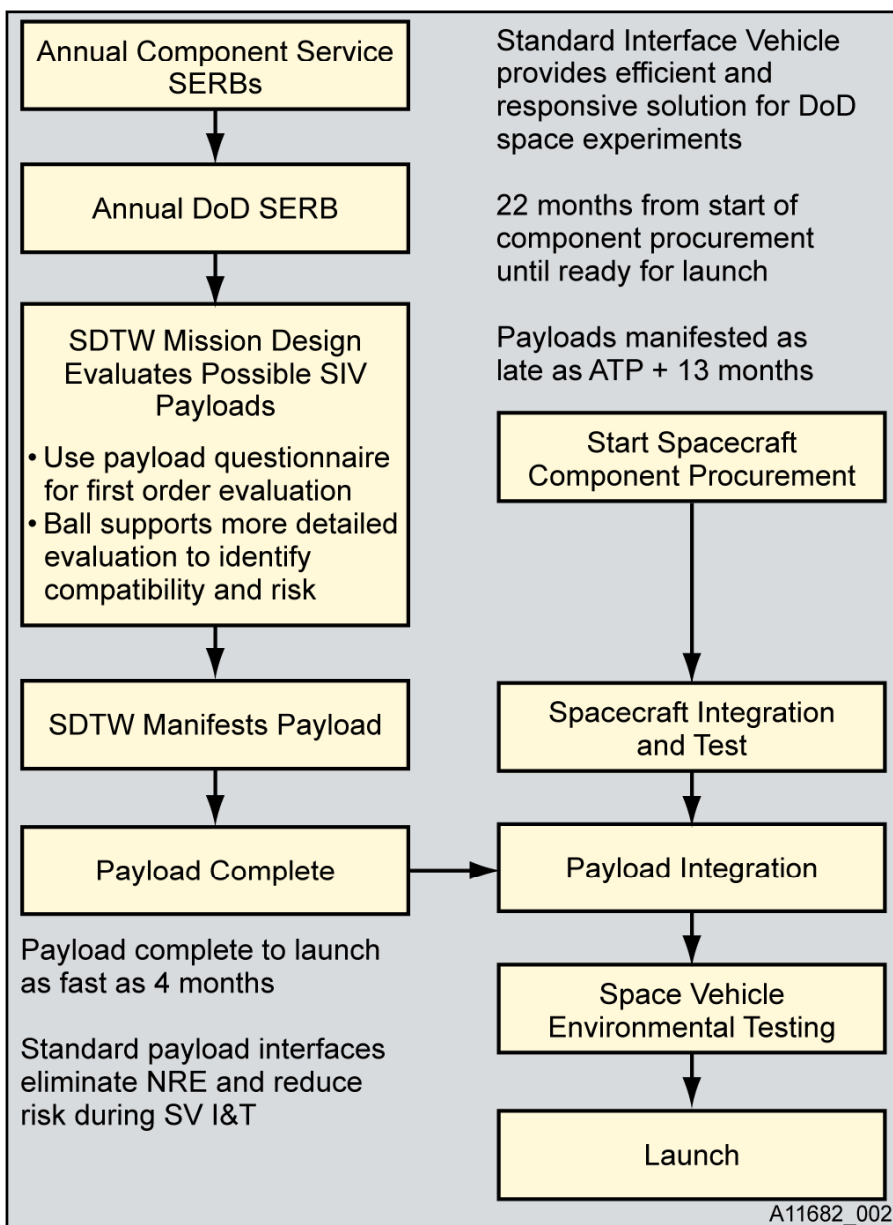 Annual Component Service
SERBs
Annual DoD SERB
SDTW Mission Design
Evaluates Possible SIV
Payloads
• Use payload questionnaire
for first order evaluation
• Ball supports more detailed
evaluation to identify
compatibility and risk
SDTW Manifests Payload
Payload Complete
Payload complete to launch
as fast as 4 months
Standard payload interfaces
eliminate NRE and reduce
risk during SV I&T
Standard Interface Vehicle
provides efficient and
responsive solution for DoD
space experiments
22 months from start of
component procurement
until ready for launch
Payloads manifested as
late as ATP + 13 months
Start Spacecraft
Component Procurement
Spacecraft Integration
and Test
Payload Integration
Space Vehicle
Environmental Testing
Launch
A11682_002